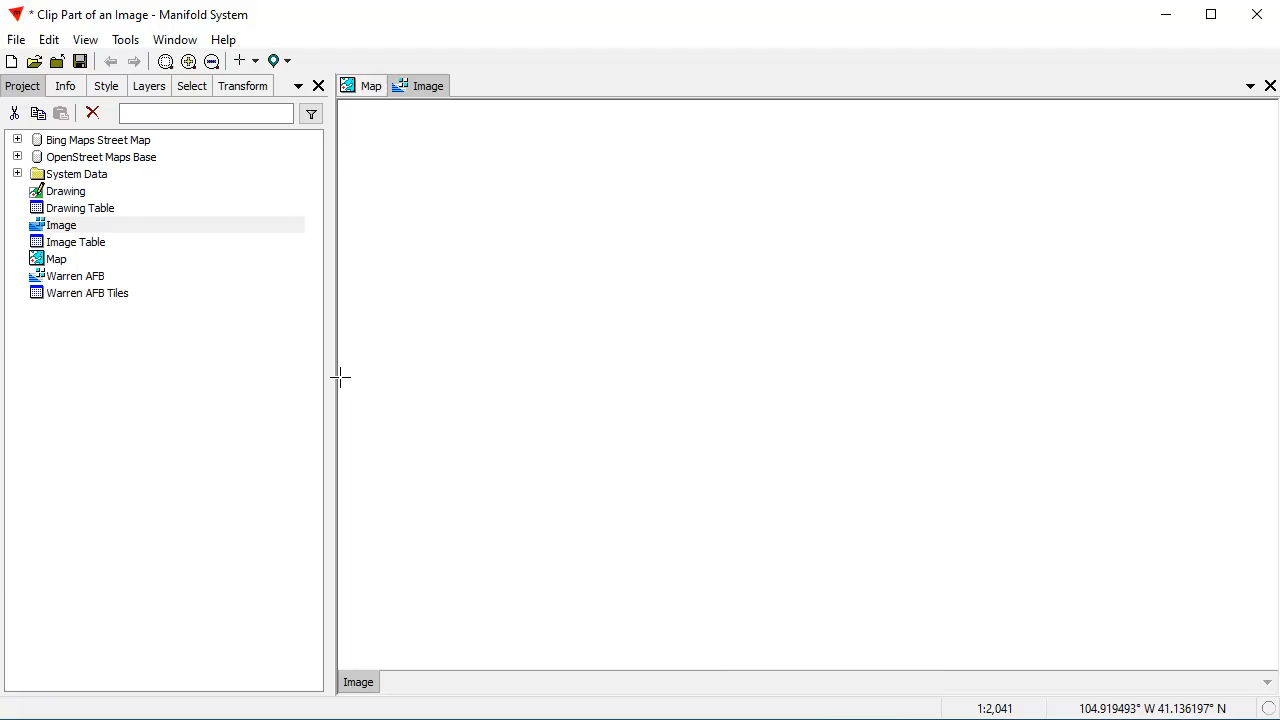 * Clip Part of an Image - Manifold System
File Edit View Tools Window Help
Project Info Style Layers Select Transform
Map Image
Bing Maps Street Map
OpenStreet Maps Base
System Data
Drawing
Drawing Table
Image
Image Table
Map
Warren AFB
Warren AFB Tiles
Image
1:2,041 104.919493° W 41.136197° N